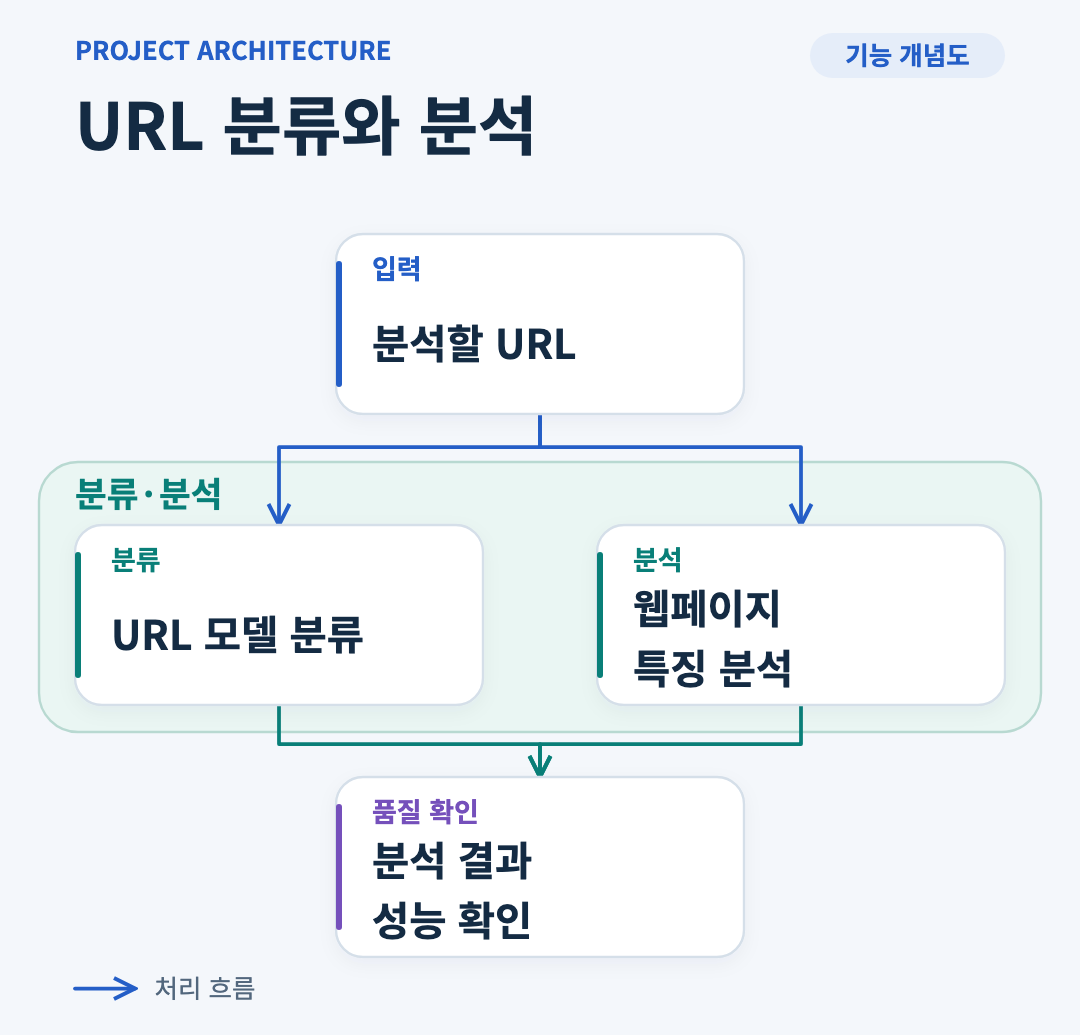 PROJECT ARCHITECTURE
기능 개념도
URL 분류와 분석
입력
분석할 URL
분류·분석
분류
URL 모델 분류
분석
웹페이지
특징 분석
품질 확인
분석 결과
성능 확인
처리 흐름